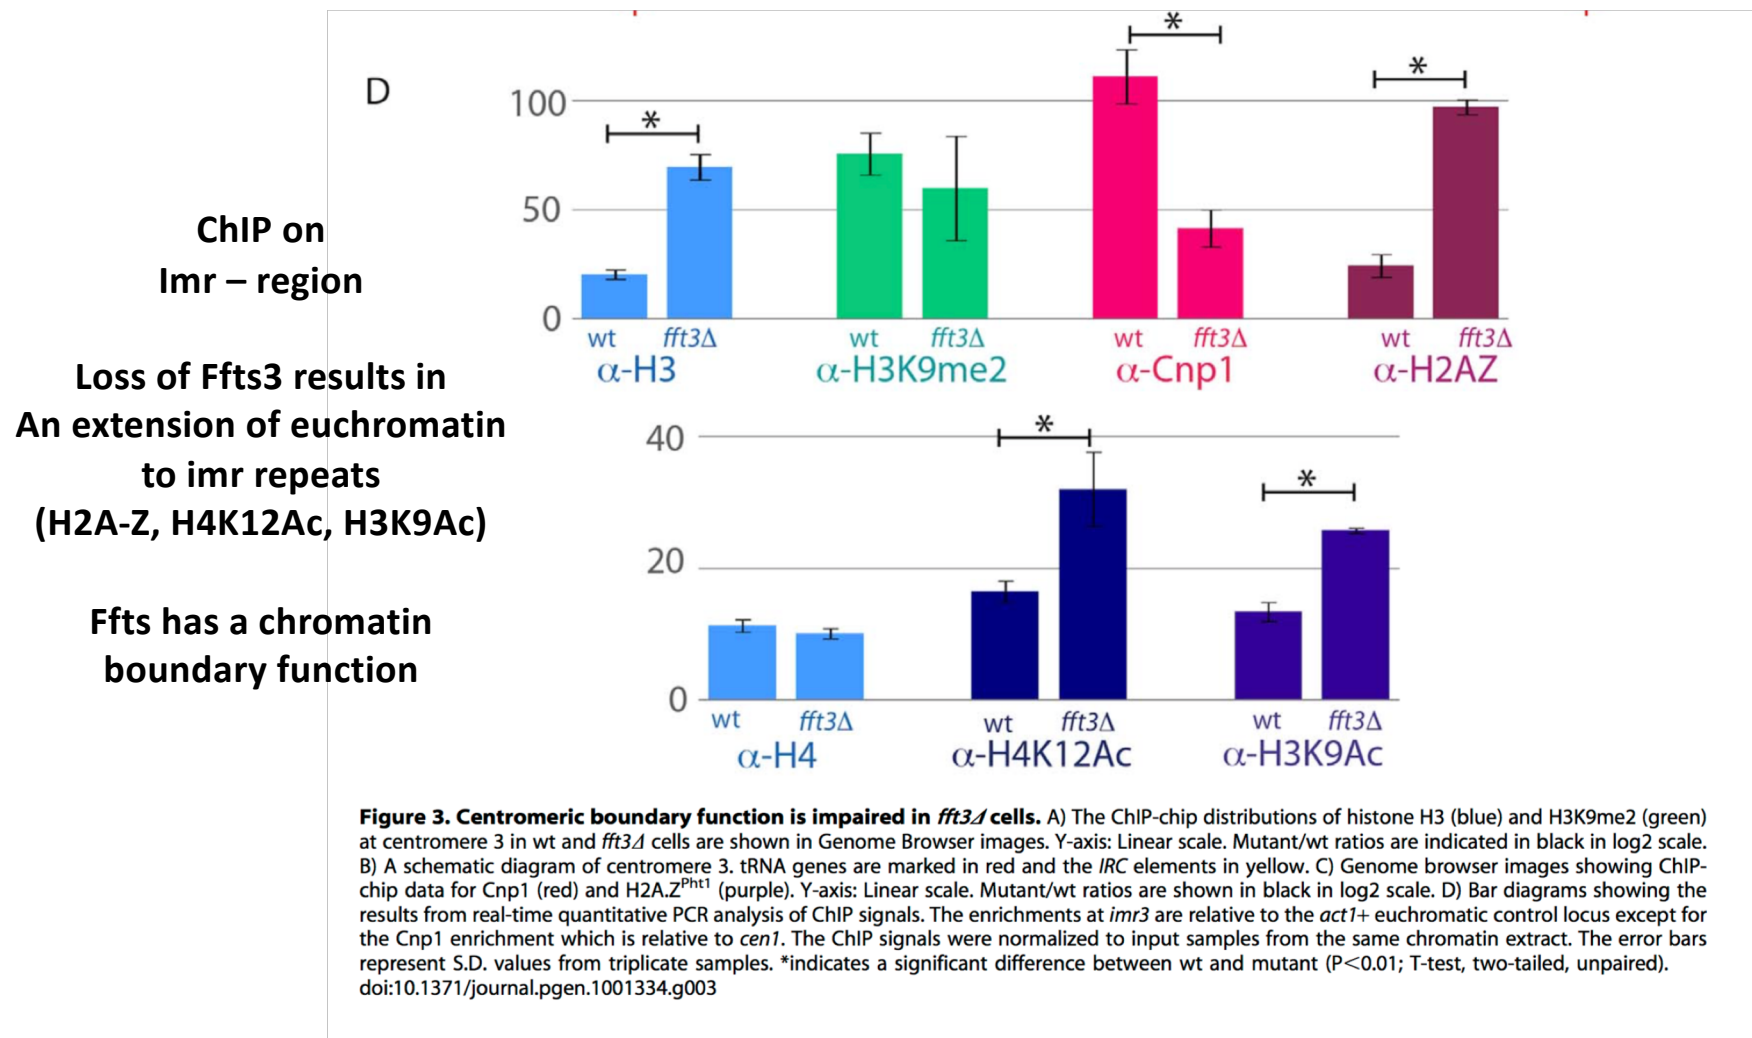 ChIP on
Imr – region
Loss of Ffts3 results in
An extension of euchromatin
to imr repeats
(H2A-Z, H4K12Ac, H3K9Ac)
Ffts has a chromatin
boundary function
D
*
*
*
100
50
0
wt fft3Δ wt fft3Δ wt fft3Δ wt fft3Δ
α-H3 α-H3K9me2 α-Cnp1 α-H2AZ
*
*
40
20
0
wt fft3Δ wt fft3Δ wt fft3Δ
α-H4 α-H4K12Ac α-H3K9Ac
Figure 3. Centromeric boundary function is impaired in fft3Δ cells. A) The ChIP-chip distributions of histone H3 (blue) and H3K9me2 (green)
at centromere 3 in wt and fft3Δ cells are shown in Genome Browser images. Y-axis: Linear scale. Mutant/wt ratios are indicated in black in log2 scale.
B) A schematic diagram of centromere 3. tRNA genes are marked in red and the IRC elements in yellow. C) Genome browser images showing ChIP-
chip data for Cnp1 (red) and H2A.Z^Pht1 (purple). Y-axis: Linear scale. Mutant/wt ratios are shown in black in log2 scale. D) Bar diagrams showing the
results from real-time quantitative PCR analysis of ChIP signals. The enrichments at imr3 are relative to the act1+ euchromatic control locus except for
the Cnp1 enrichment which is relative to cen1. The ChIP signals were normalized to input samples from the same chromatin extract. The error bars
represent S.D. values from triplicate samples. *indicates a significant difference between wt and mutant (P<0.01; T-test, two-tailed, unpaired).
doi:10.1371/journal.pgen.1001334.g003